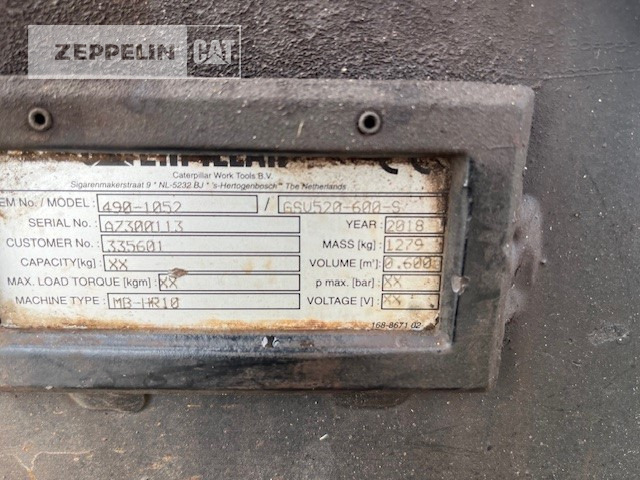 ZEPPELIN CAT
Caterpillar Work Tools B.V.
Sigarenmakerstraat 9 * NL-5232 BJ * 's-Hertogenbosch * The Netherlands
EM No. / MODEL : 490-1052 / GSV520-600-S
SERIAL No. : AZ300113 YEAR : 2018
CUSTOMER No. : 335601 MASS [kg] : 1279
CAPACITY[kg] : XX VOLUME [m³] : 0.600
MAX. LOAD TORQUE [kgm] : XX p max. [bar] : XX
MACHINE TYPE : MB-HR10 VOLTAGE [V] : XX
168-8671 02